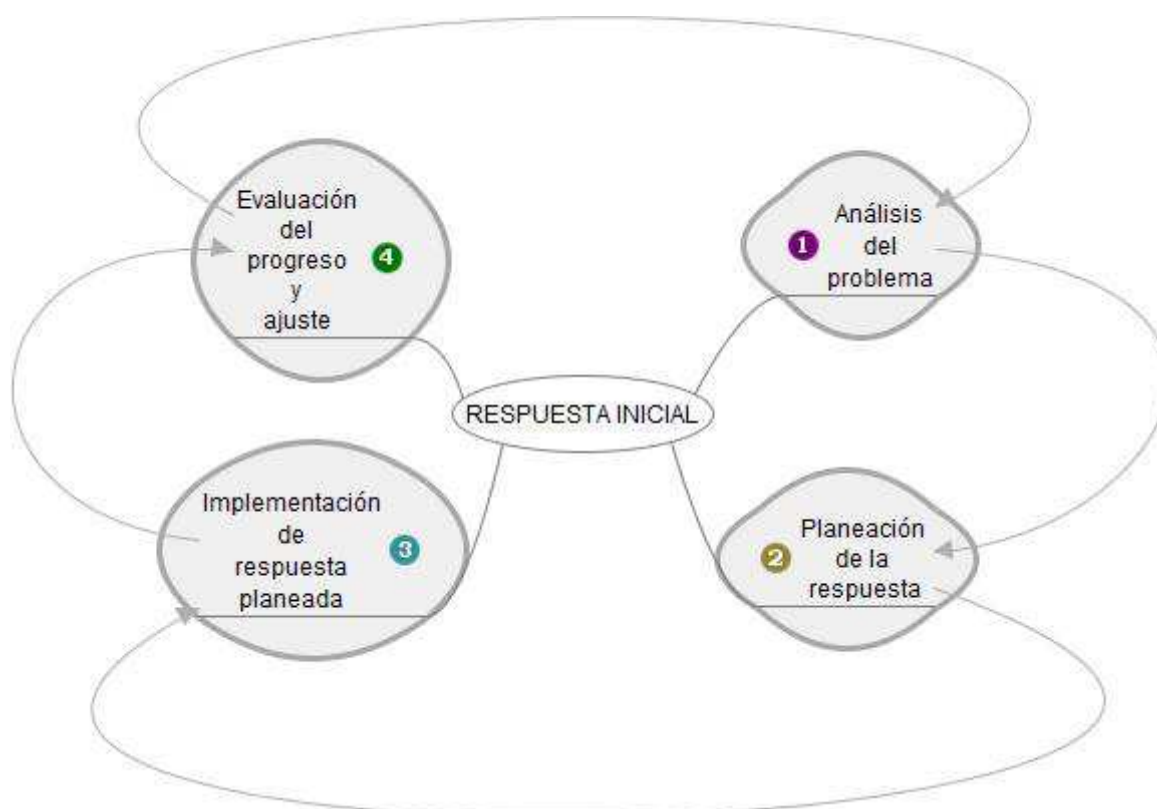 Evaluación
del
progreso
y
ajuste
4
Análisis
del
problema
1
RESPUESTA INICIAL
Implementación
de
respuesta
planeada
3
Planeación
de la
respuesta
2